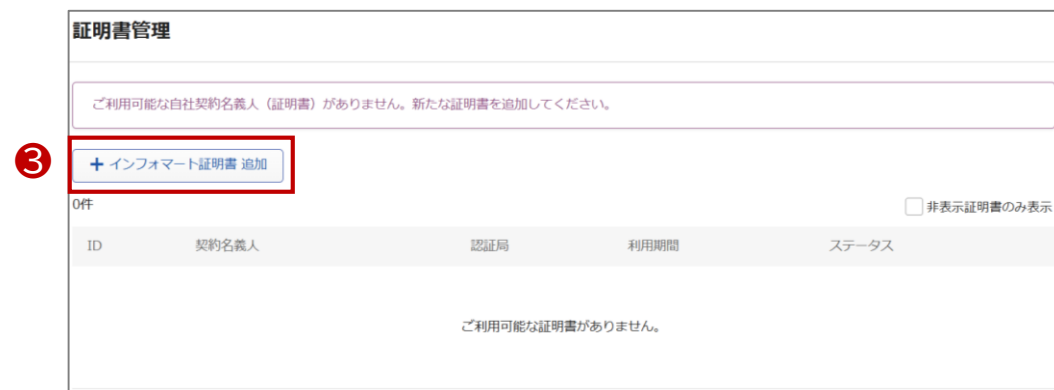 証明書管理
ご利用可能な自社契約名義人（証明書）がありません。新たな証明書を追加してください。
3
+ インフォマート証明書 追加
0件
非表示証明書のみ表示
ID 契約名義人 認証局 利用期間 ステータス
ご利用可能な証明書がありません。